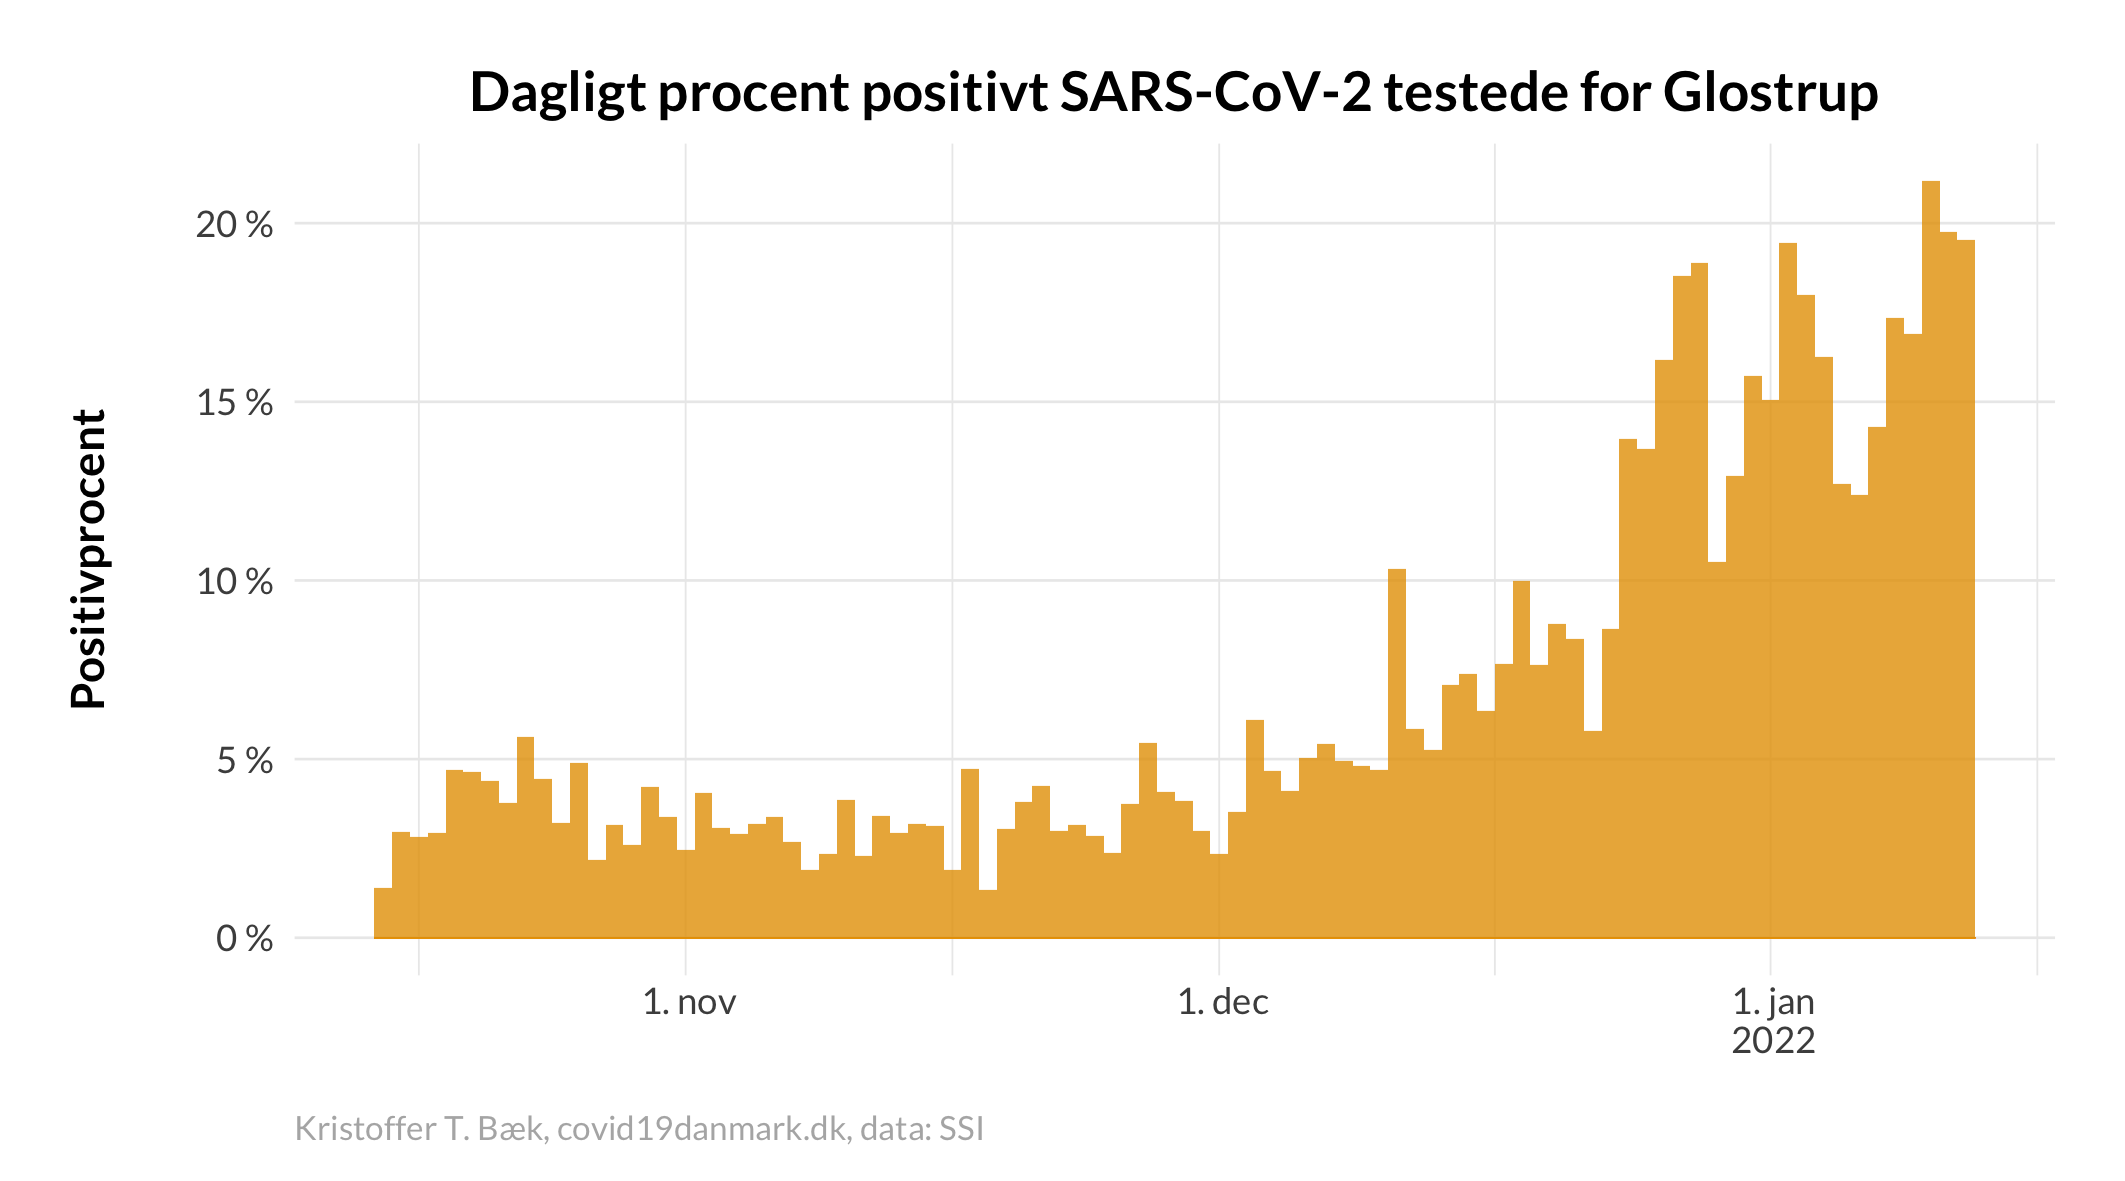 Dagligt procent positivt SARS-CoV-2 testede for Glostrup
Positivprocent
20 %
15 %
10 %
5 %
0 %
1. nov
1. dec
1. jan
2022
Kristoffer T. Bæk, covid19danmark.dk, data: SSI